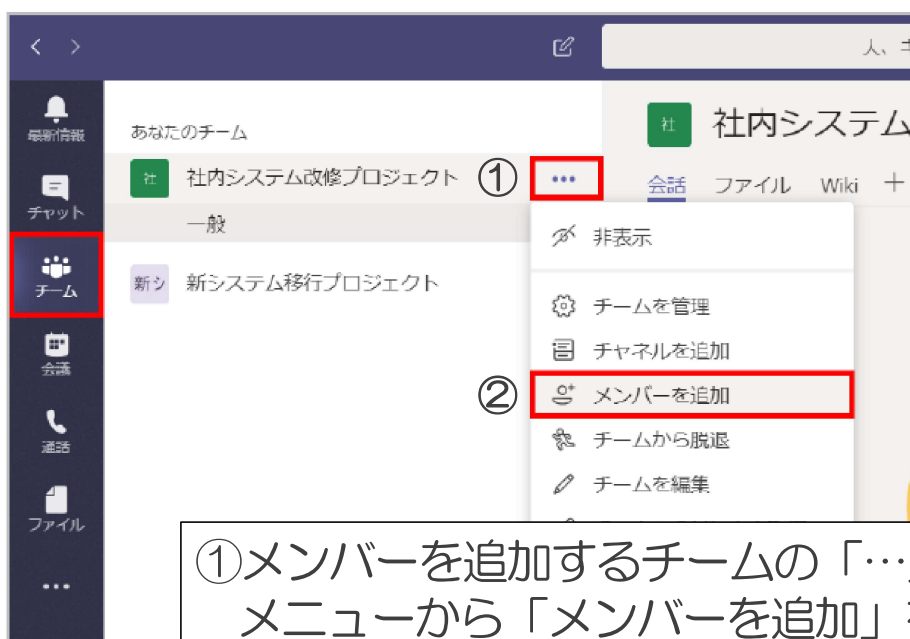 人、キ
最新情報
あなたのチーム
社 社内システム
社 社内システム改修プロジェクト ① •••
会話 ファイル Wiki +
チャット
一般
非表示
チーム
新シ 新システム移行プロジェクト
チームを管理
会議
チャネルを追加
② メンバーを追加
通話
チームから脱退
チームを編集
ファイル
①メンバーを追加するチームの「…
メニューから「メンバーを追加」